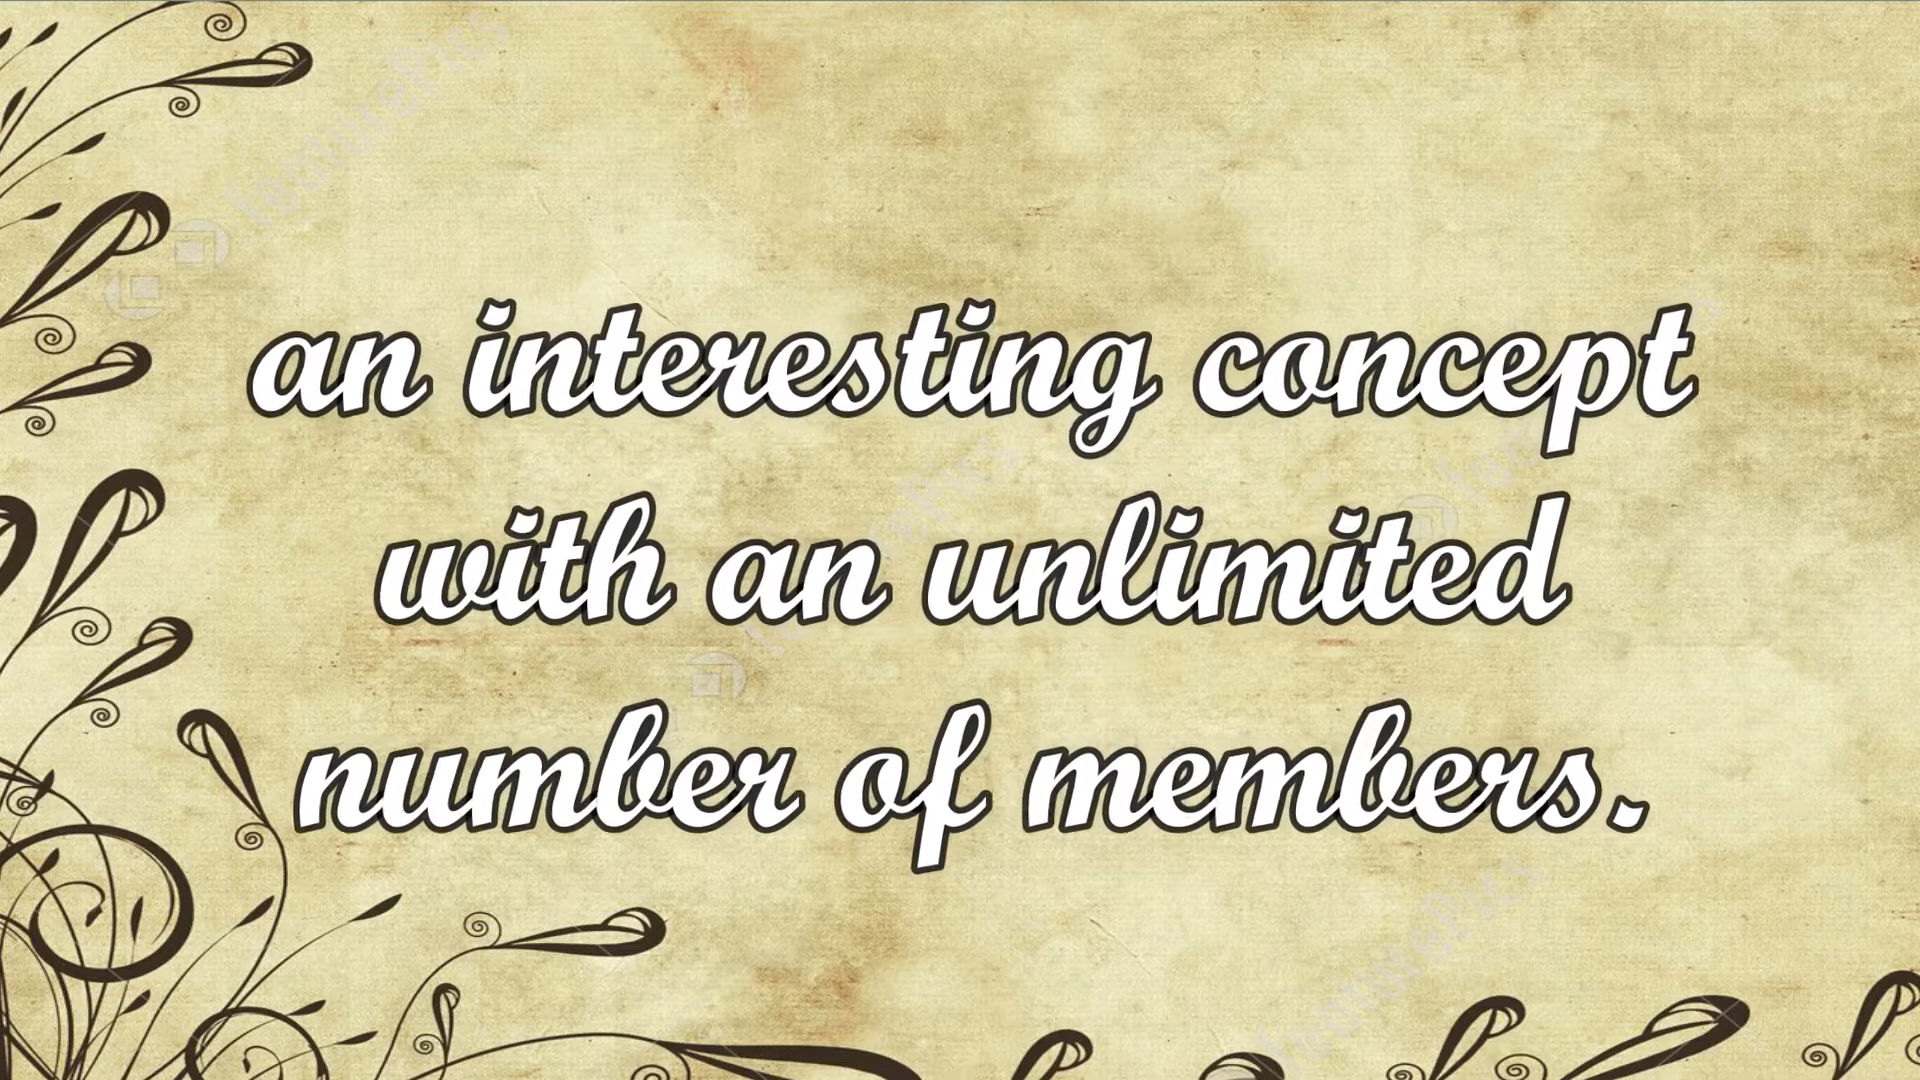 an interesting concept
with an unlimited
number of members.